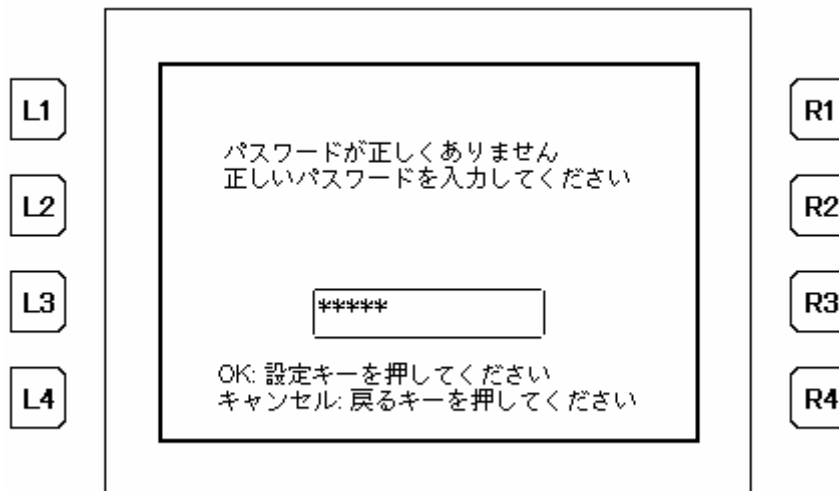 L1
R1
パスワードが正しくありません
正しいパスワードを入力してください
L2
R2
L3
*****
R3
OK: 設定キーを押してください
キャンセル: 戻るキーを押してください
L4
R4